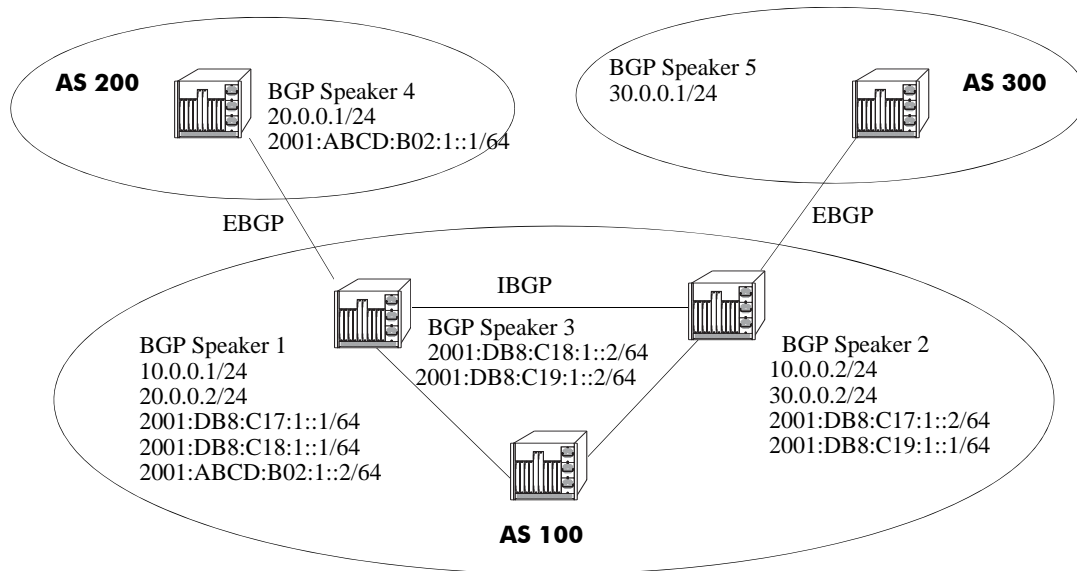 AS 200
BGP Speaker 4
20.0.0.1/24
2001:ABCD:B02:1::1/64
BGP Speaker 5
30.0.0.1/24
AS 300
EBGP
EBGP
IBGP
BGP Speaker 1
10.0.0.1/24
20.0.0.2/24
2001:DB8:C17:1::1/64
2001:DB8:C18:1::1/64
2001:ABCD:B02:1::2/64
BGP Speaker 3
2001:DB8:C18:1::2/64
2001:DB8:C19:1::2/64
BGP Speaker 2
10.0.0.2/24
30.0.0.2/24
2001:DB8:C17:1::2/64
2001:DB8:C19:1::1/64
AS 100